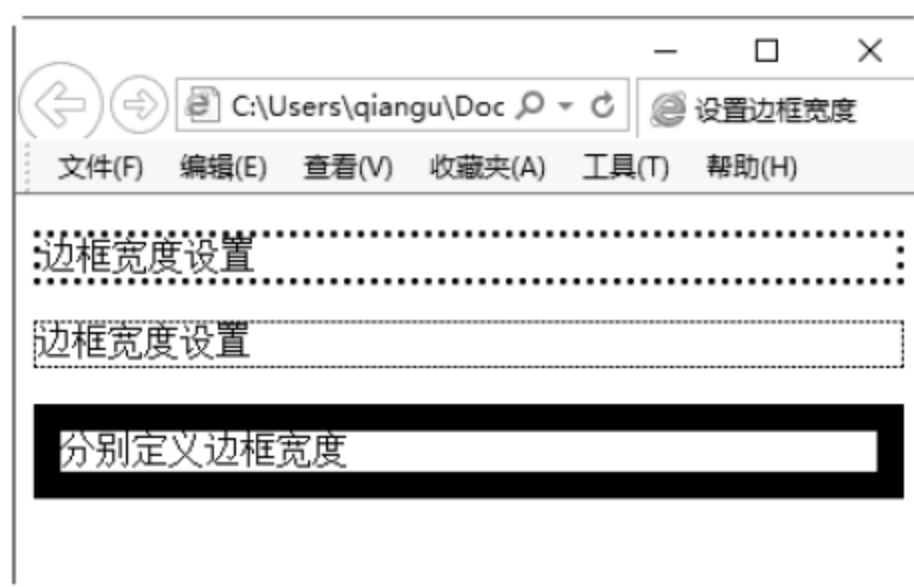 C:\Users\qiangu\Doc 设置边框宽度
文件(F) 编辑(E) 查看(V) 收藏夹(A) 工具(T) 帮助(H)
边框宽度设置
边框宽度设置
分别定义边框宽度